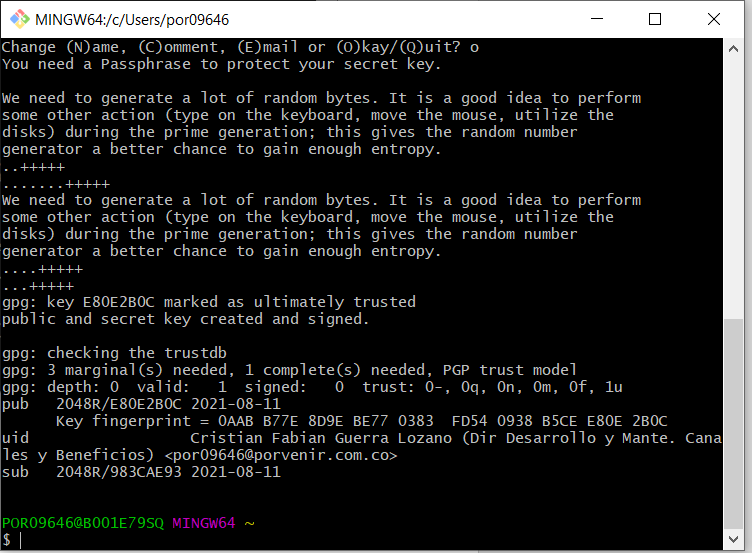 MINGW64:/c/Users/por09646
Change (N)ame, (C)omment, (E)mail or (O)kay/(Q)uit? o
You need a Passphrase to protect your secret key.
We need to generate a lot of random bytes. It is a good idea to perform
some other action (type on the keyboard, move the mouse, utilize the
disks) during the prime generation; this gives the random number
generator a better chance to gain enough entropy.
..+++++
.......+++++
We need to generate a lot of random bytes. It is a good idea to perform
some other action (type on the keyboard, move the mouse, utilize the
disks) during the prime generation; this gives the random number
generator a better chance to gain enough entropy.
....+++++
...+++++
gpg: key E80E2B0C marked as ultimately trusted
public and secret key created and signed.
gpg: checking the trustdb
gpg: 3 marginal(s) needed, 1 complete(s) needed, PGP trust model
gpg: depth: 0  valid:   1  signed:   0  trust: 0-, 0q, 0n, 0m, 0f, 1u
pub   2048R/E80E2B0C 2021-08-11
      Key fingerprint = 0AAB B77E 8D9E BE77 0383  FD54 0938 B5CE E80E 2B0C
uid                  Cristian Fabian Guerra Lozano (Dir Desarrollo y Mante. Cana
les y Beneficios) <por09646@porvenir.com.co>
sub   2048R/983CAE93 2021-08-11
POR09646@B001E79SQ MINGW64 ~
$